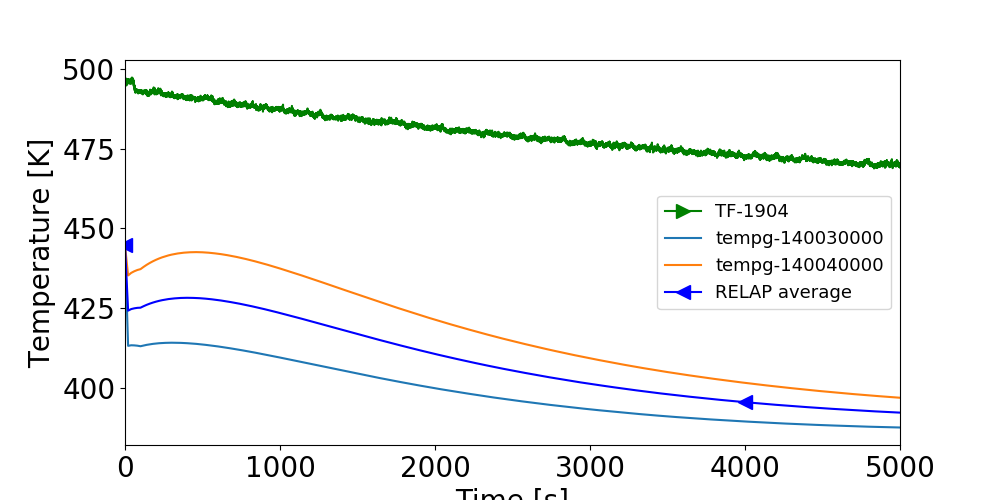 500
475
450
425
400
Temperature [K]
TF-1904
tempg-140030000
tempg-140040000
RELAP average
0 1000 2000 3000 4000 5000
Time [s]